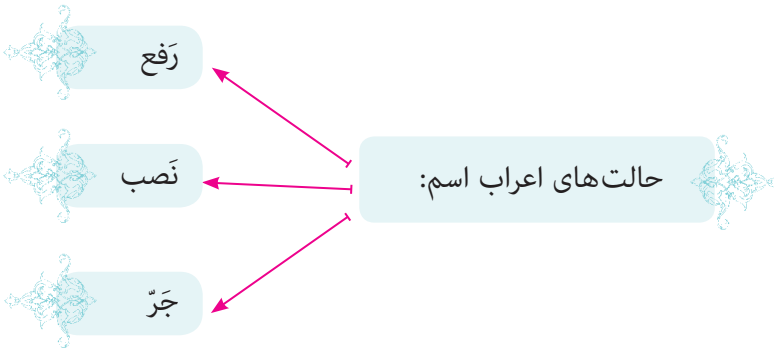 حالت‌های اعراب اسم:
رَفع
نَصب
جَرّ